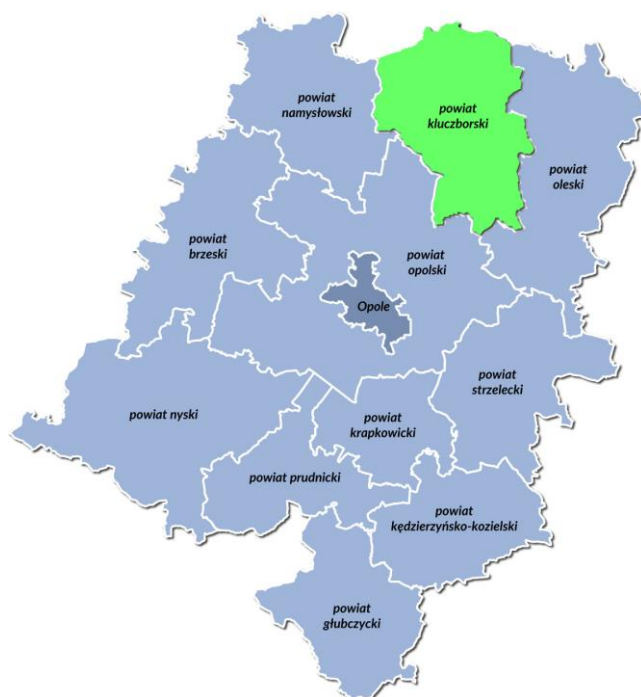 powiat
namysłowski
powiat
kluczborski
powiat
oleski
powiat
brzeski
powiat
opolski
Opole
powiat
strzelecki
powiat nyski
powiat
krapkowicki
powiat prudnicki
powiat
kędzierzyńsko-kozielski
powiat
głubczycki